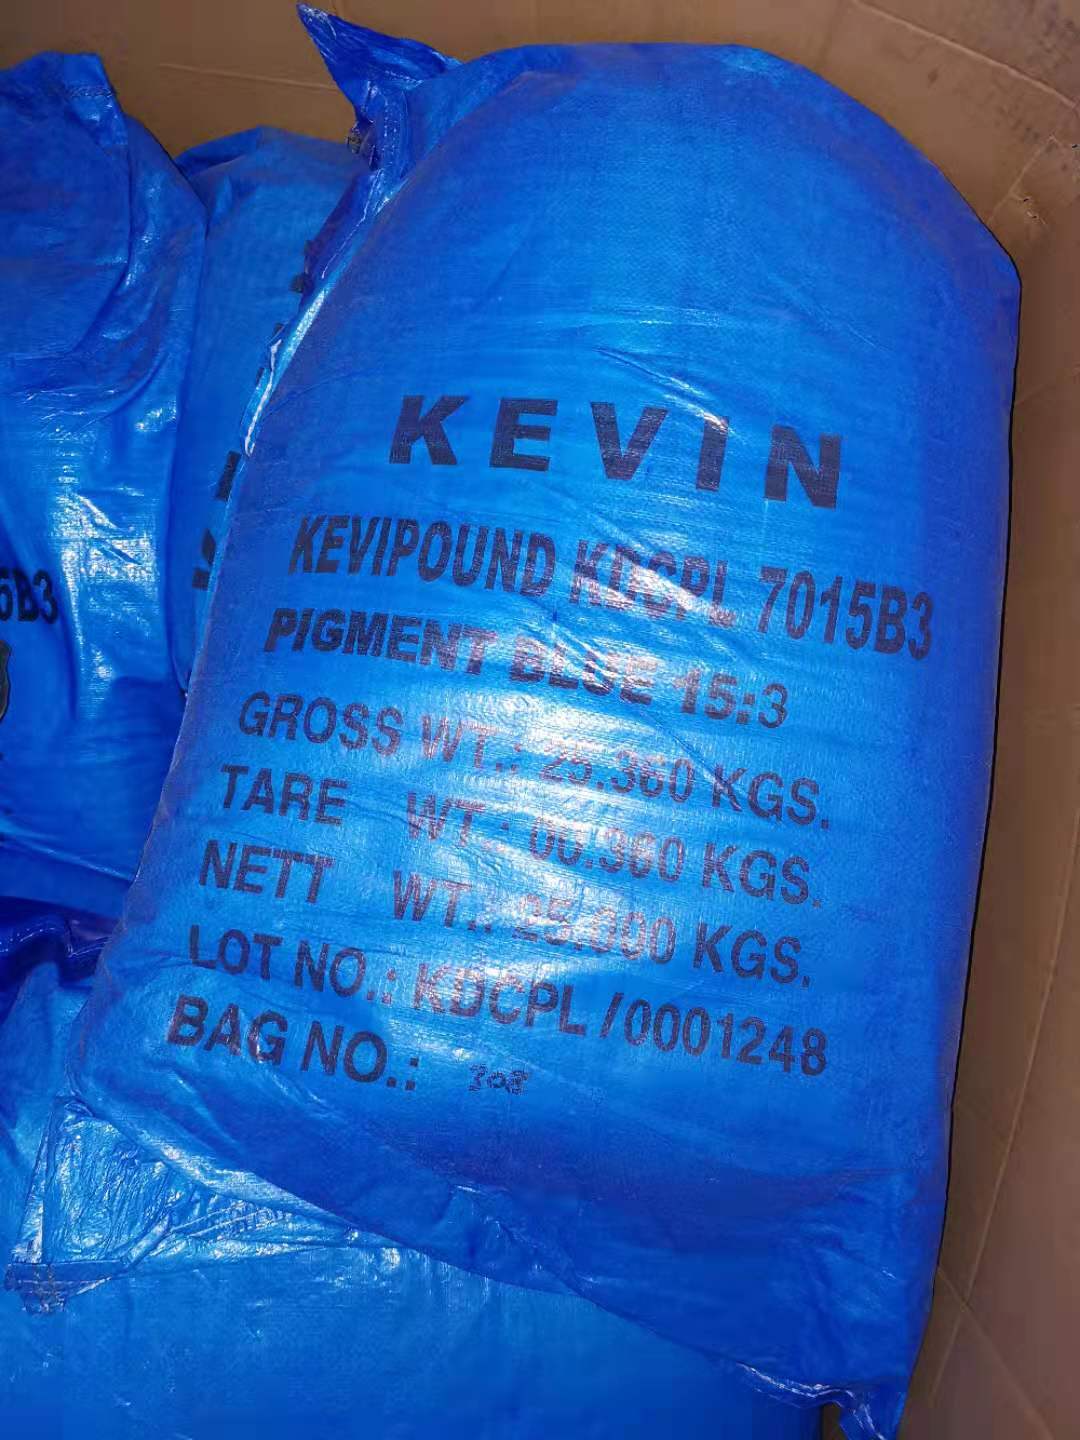 KEVIN
KEVIPOUND KDCPL 7015B3
PIGMENT BLUE 15:3
GROSS WT.: 25.360 KGS.
TARE WT.: 00.360 KGS.
NETT WT.: 25.000 KGS.
LOT NO.: KDCPL/0001248
BAG NO.: 308
5B3